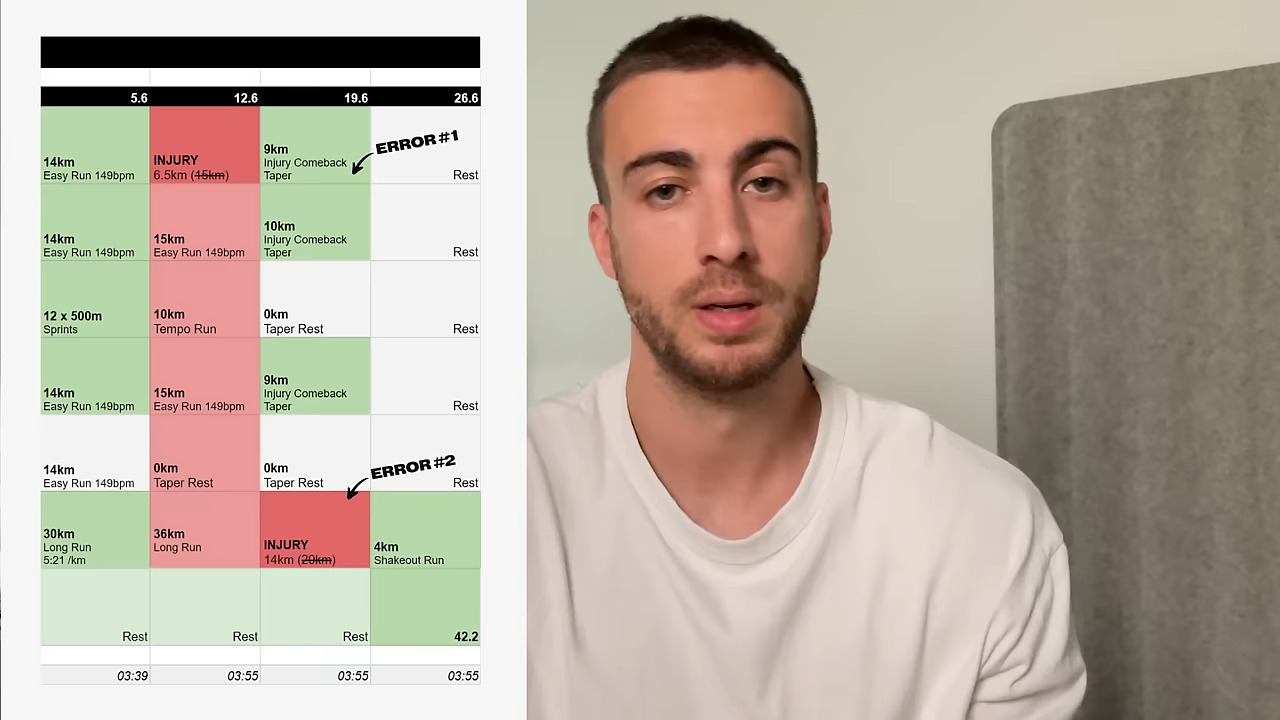 5.6 12.6 19.6 26.6
14km
Easy Run 149bpm
INJURY
6.5km (15km)
9km
Injury Comeback
Taper
ERROR #1
Rest
14km
Easy Run 149bpm
15km
Easy Run 149bpm
10km
Injury Comeback
Taper
Rest
12 x 500m
Sprints
10km
Tempo Run
0km
Taper Rest
Rest
14km
Easy Run 149bpm
15km
Easy Run 149bpm
9km
Injury Comeback
Taper
Rest
14km
Easy Run 149bpm
0km
Taper Rest
0km
Taper Rest
ERROR #2
Rest
30km
Long Run
5:21 /km
36km
Long Run
INJURY
14km (20km)
4km
Shakeout Run
Rest
Rest
Rest
42.2
03:39 03:55 03:55 03:55